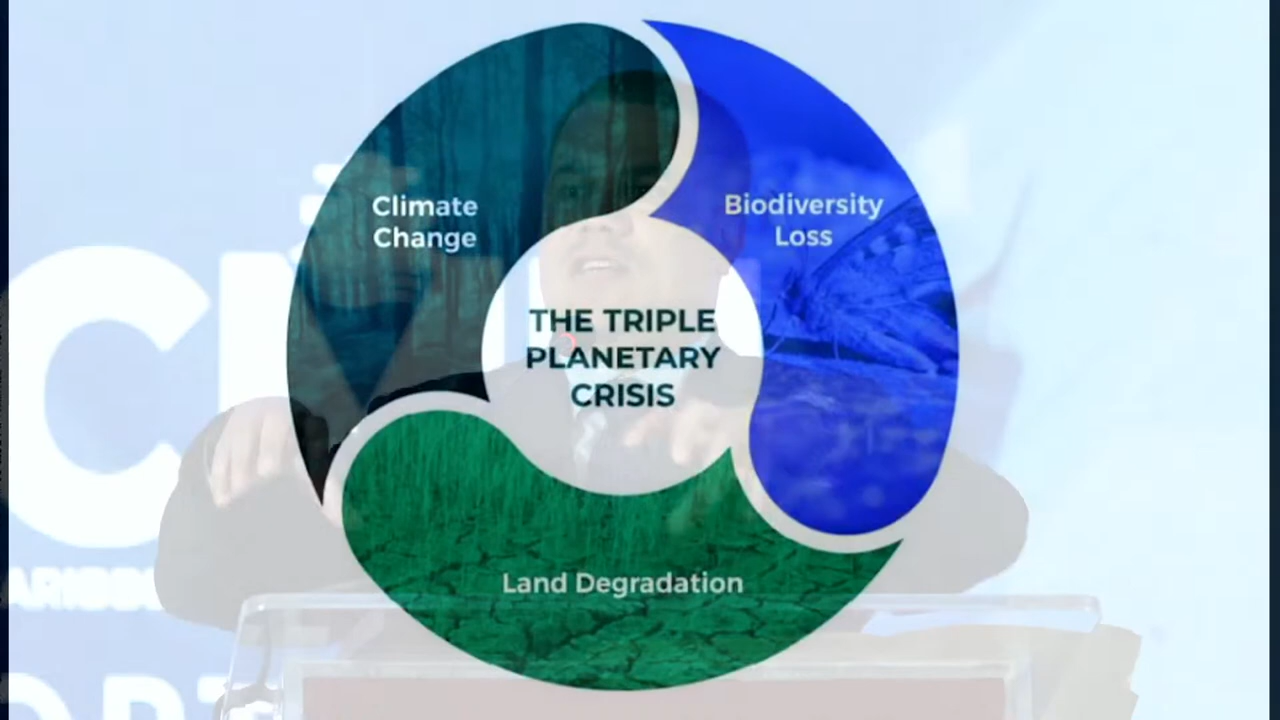 Climate
Change
Biodiversity
Loss
THE TRIPLE
PLANETARY
CRISIS
Land Degradation